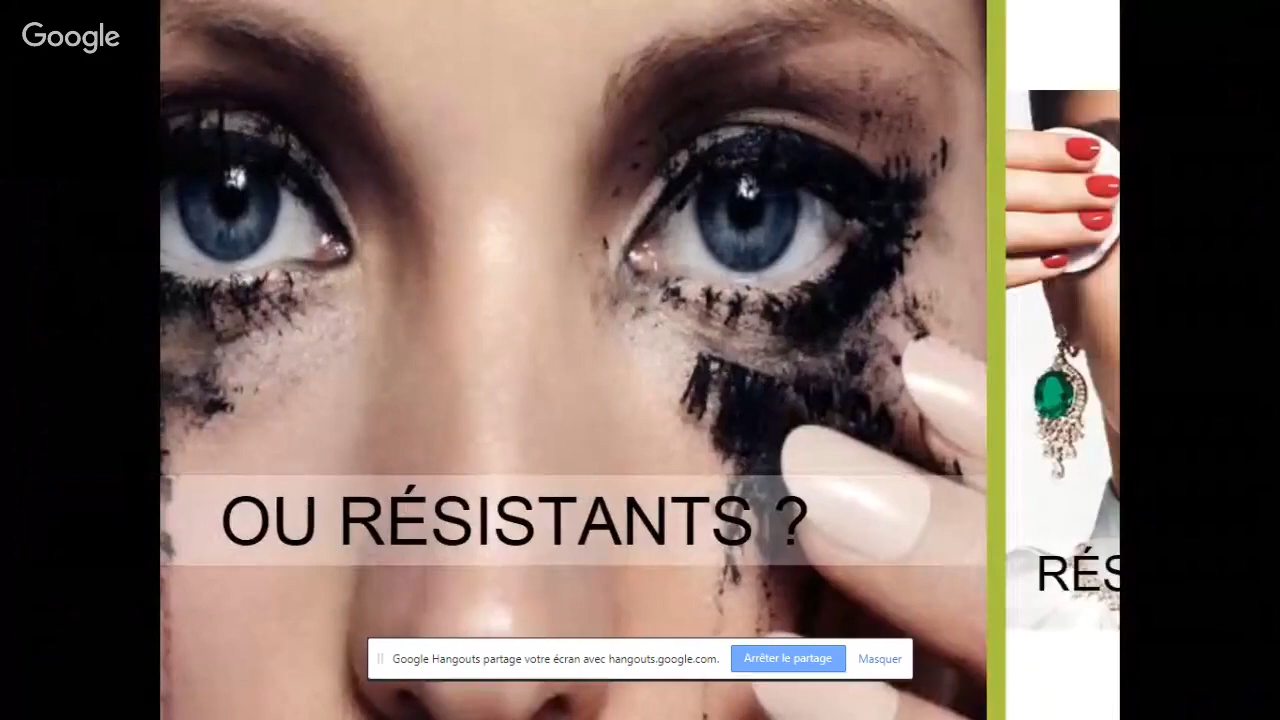 Google
OU RÉSISTANTS ?
RÉS
Google Hangouts partage votre écran avec hangouts.google.com.
Arrêter le partage
Masquer